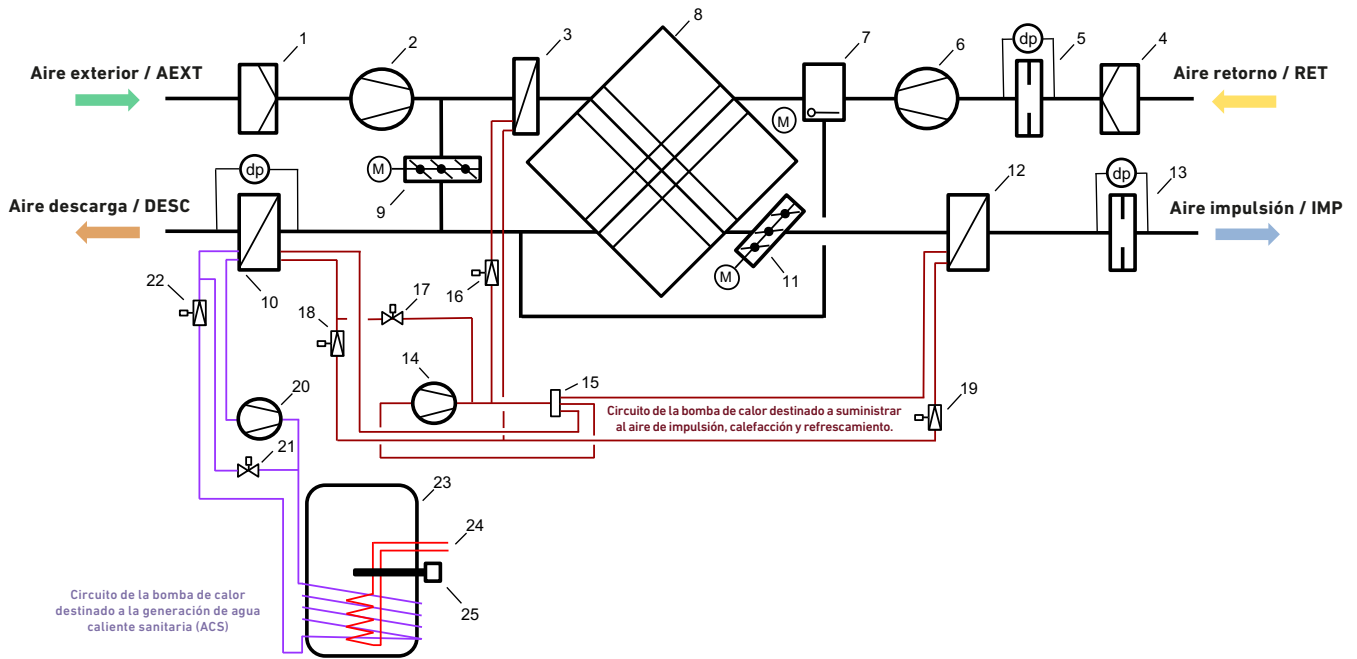 8
1
2
3
7
6
5
4
dp
Aire exterior / AEXT
Aire retorno / RET
M
M
9
dp
12
dp
13
Aire descarga / DESC
Aire impulsión / IMP
M
11
22
10
16
17
18
14
15
19
Circuito de la bomba de calor destinado a suministrar
al aire de impulsión, calefacción y refrescamiento.
20
21
23
24
25
Circuito de la bomba de calor
destinado a la generación de agua
caliente sanitaria (ACS)